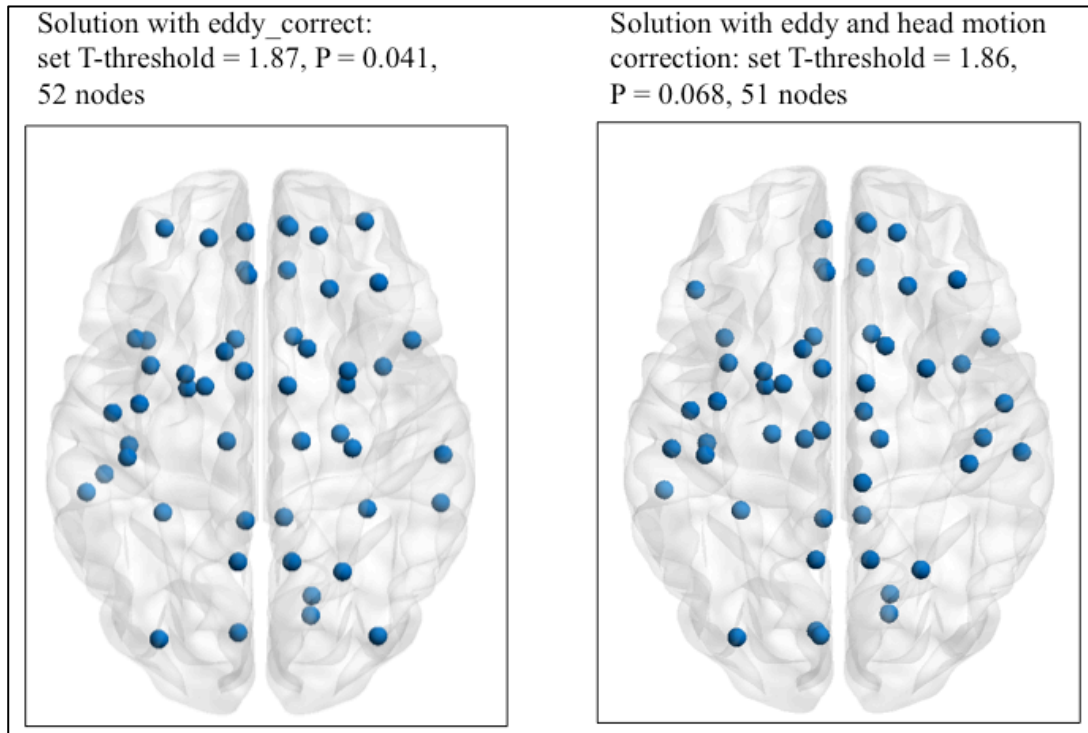 Solution with eddy_correct:
set T-threshold = 1.87, P = 0.041,
52 nodes
Solution with eddy and head motion
correction: set T-threshold = 1.86,
P = 0.068, 51 nodes